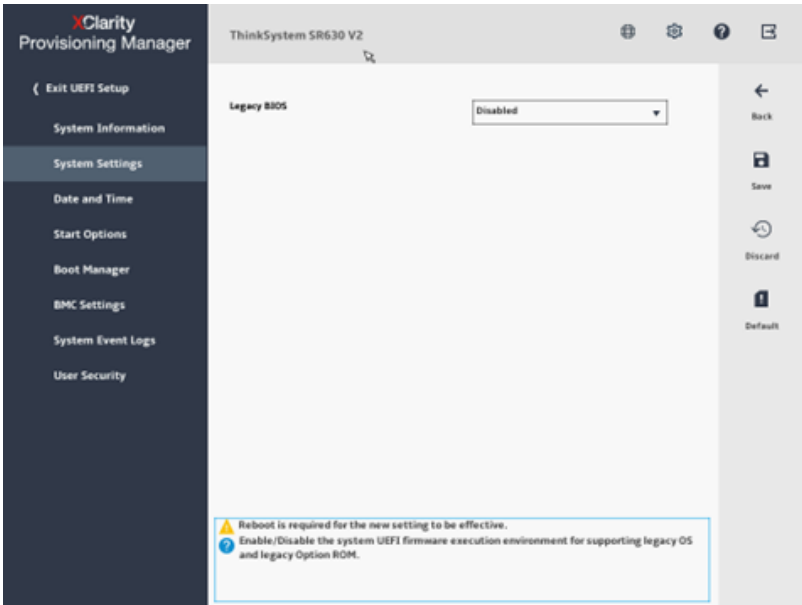 XClarity
Provisioning Manager
ThinkSystem SR630 V2
Exit UEFI Setup
System Information
System Settings
Date and Time
Start Options
Boot Manager
BMC Settings
System Event Logs
User Security
Legacy BIOS
Disabled
Back
Save
Discard
Default
Reboot is required for the new setting to be effective.
Enable/Disable the system UEFI firmware execution environment for supporting legacy OS
and legacy Option ROM.